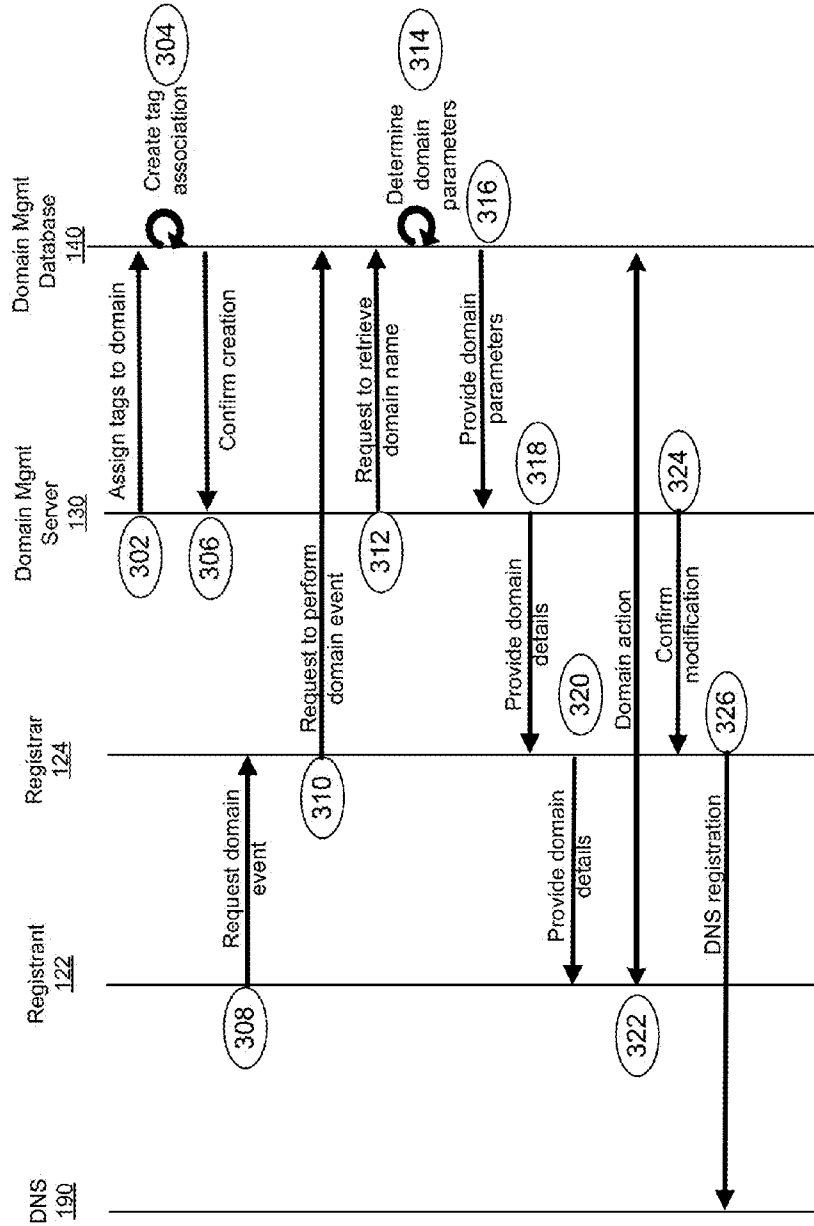 DNS
190
Registrant
122
Registrar
124
Domain Mgmt
Server
130
Domain Mgmt
Database
140
302
Assign tags to domain
Create tag
association
304
306
Confirm creation
308
Request domain
event
310
Request to perform
domain event
312
Request to retrieve
domain name
Determine
domain
parameters
314
316
Provide domain
parameters
318
Provide domain
details
320
Provide domain
details
322
Domain action
324
Confirm
modification
326
DNS registration